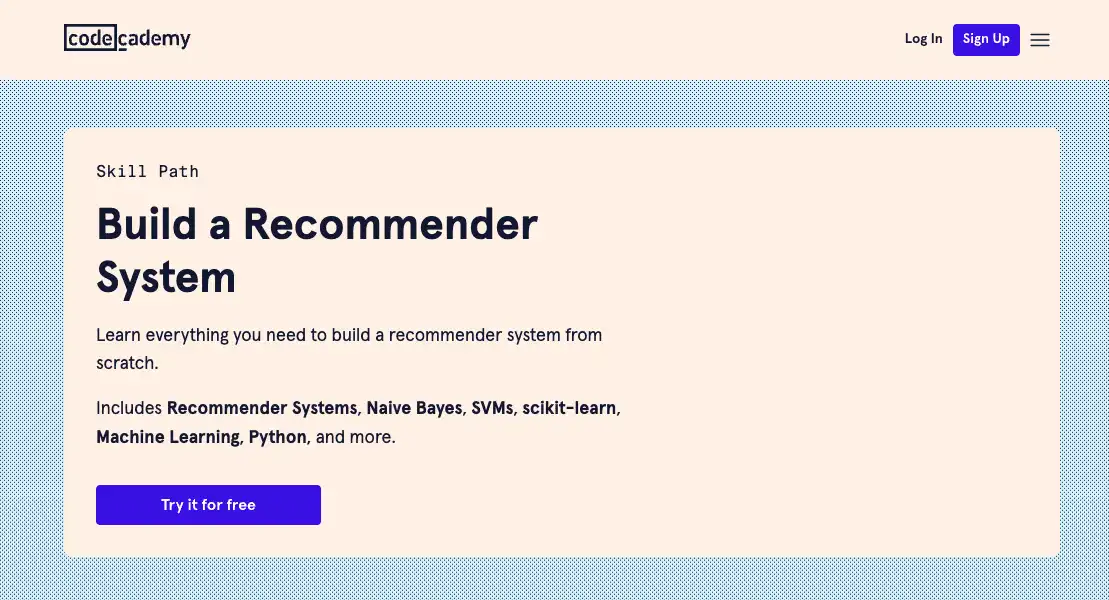 codecademy
Log In
Sign Up
Skill Path
Build a Recommender
System
Learn everything you need to build a recommender system from
scratch.
Includes Recommender Systems, Naive Bayes, SVMs, scikit-learn,
Machine Learning, Python, and more.
Try it for free